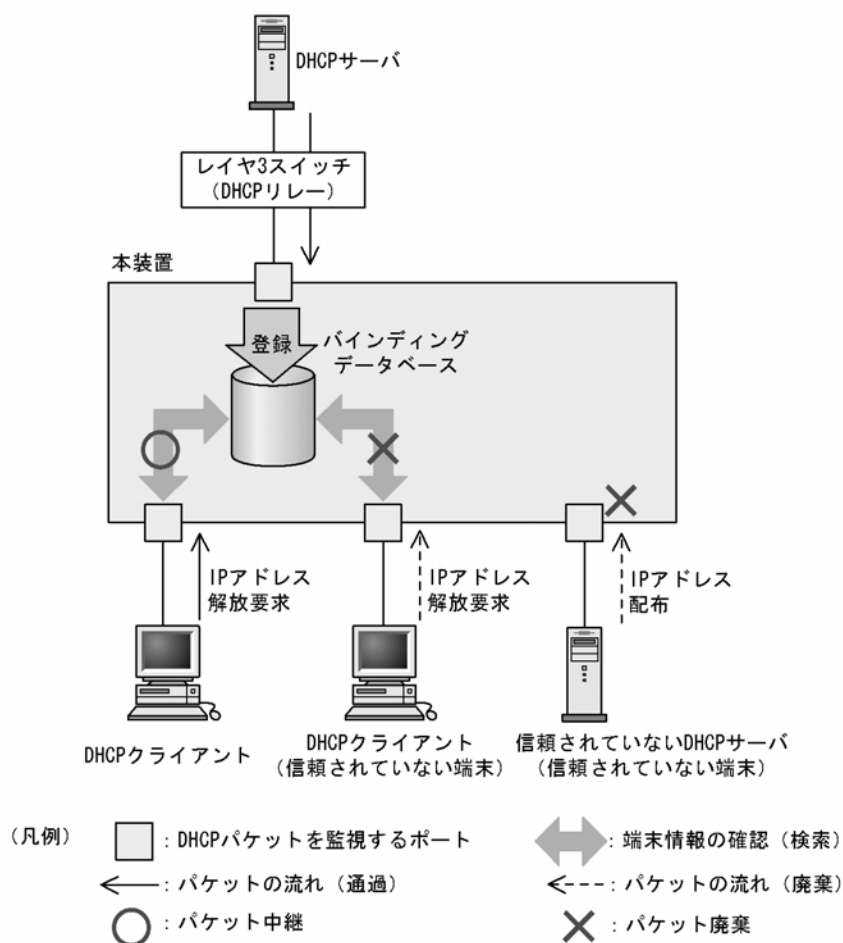 DHCPサーバ
レイヤ3スイッチ
(DHCPリレー)
本装置
登録
バインディング
データベース
IPアドレス
解放要求
IPアドレス
解放要求
IPアドレス
配布
DHCPクライアント
DHCPクライアント
(信頼されていない端末)
信頼されていないDHCPサーバ
(信頼されていない端末)
(凡例)
:DHCPパケットを監視するポート
:端末情報の確認(検索)
:パケットの流れ(通過)
:パケットの流れ(廃棄)
:パケット中継
:パケット廃棄